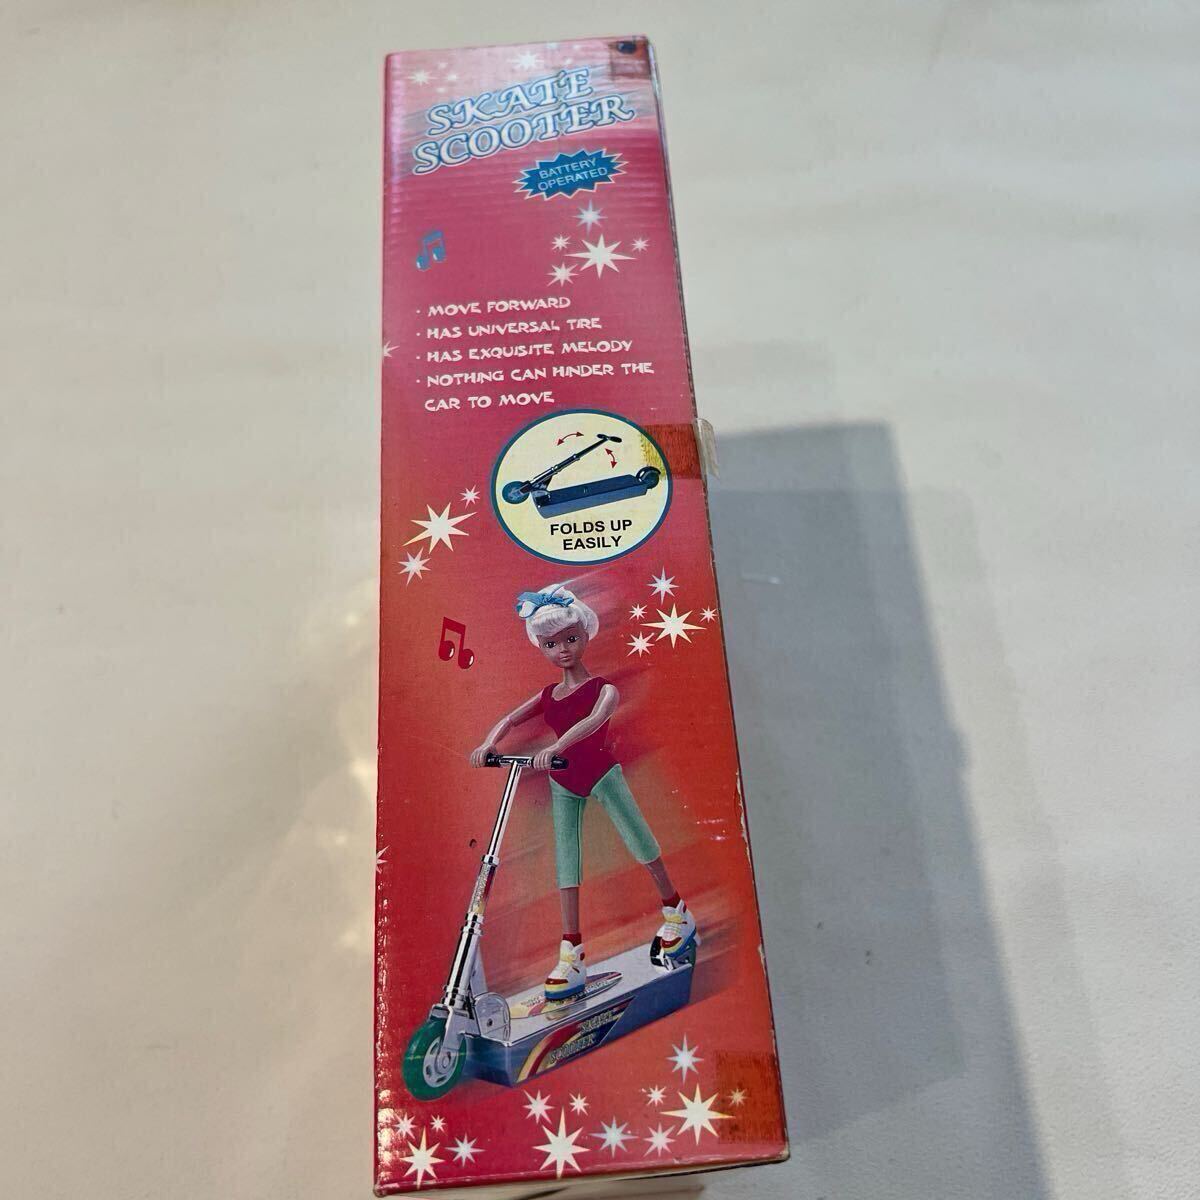 SKATE
SCOOTER
BATTERY
OPERATED
· MOVE FORWARD
· HAS UNIVERSAL TIRE
· HAS EXQUISITE MELODY
· NOTHING CAN HINDER THE
CAR TO MOVE
FOLDS UP
EASILY
SKATE
SCOOTER